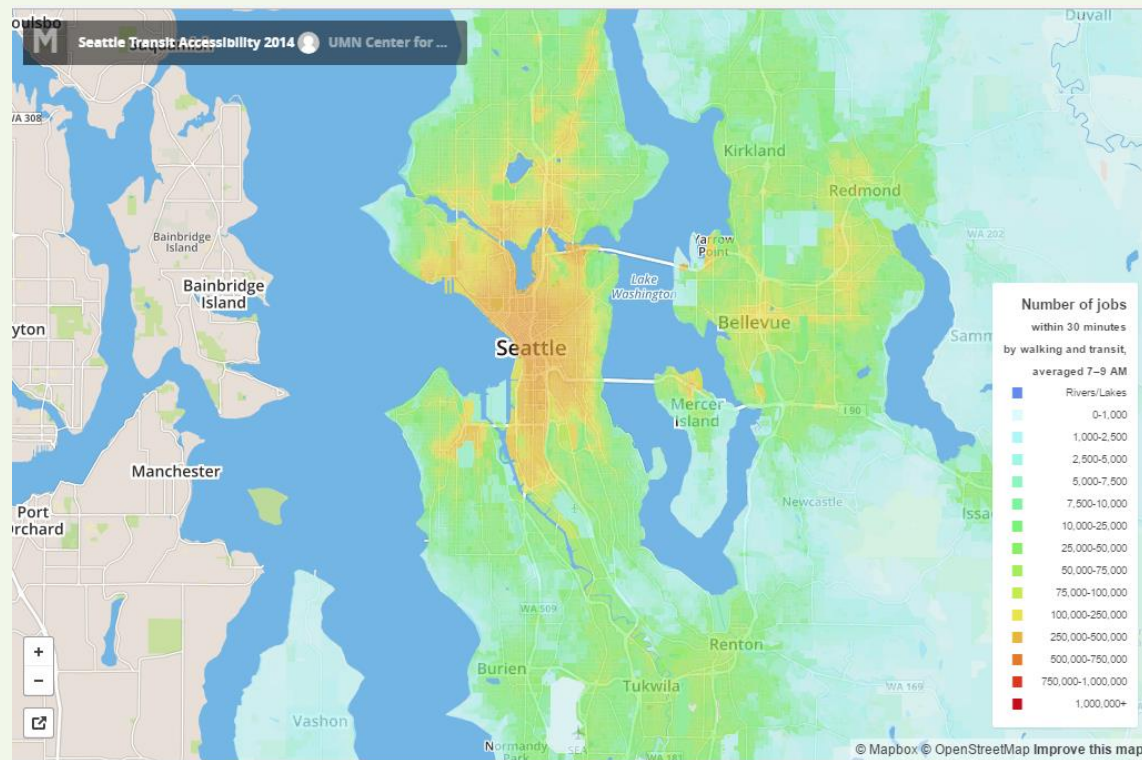 oulsbo
M Seattle Transit Accessibility 2014 UMN Center for ...
Duvall
WA 308
Kirkland
Redmond
Bainbridge
Island
Yarrow
Point
WA 202
Bainbridge
Island
Lake
Washington
yton
Seattle
Bellevue
Samm
Mercer
Island
I 90
Manchester
Newcastle
Port
Orchard
Issa
WA 509
Renton
Burien
Tukwila
WA 169
Vashon
Normandy
Park
SEA
WA 181
Number of jobs
within 30 minutes
by walking and transit,
averaged 7–9 AM
Rivers/Lakes
0-1,000
1,000-2,500
2,500-5,000
5,000-7,500
7,500-10,000
10,000-25,000
25,000-50,000
50,000-75,000
75,000-100,000
100,000-250,000
250,000-500,000
500,000-750,000
750,000-1,000,000
1,000,000+
+
−
© Mapbox © OpenStreetMap Improve this map